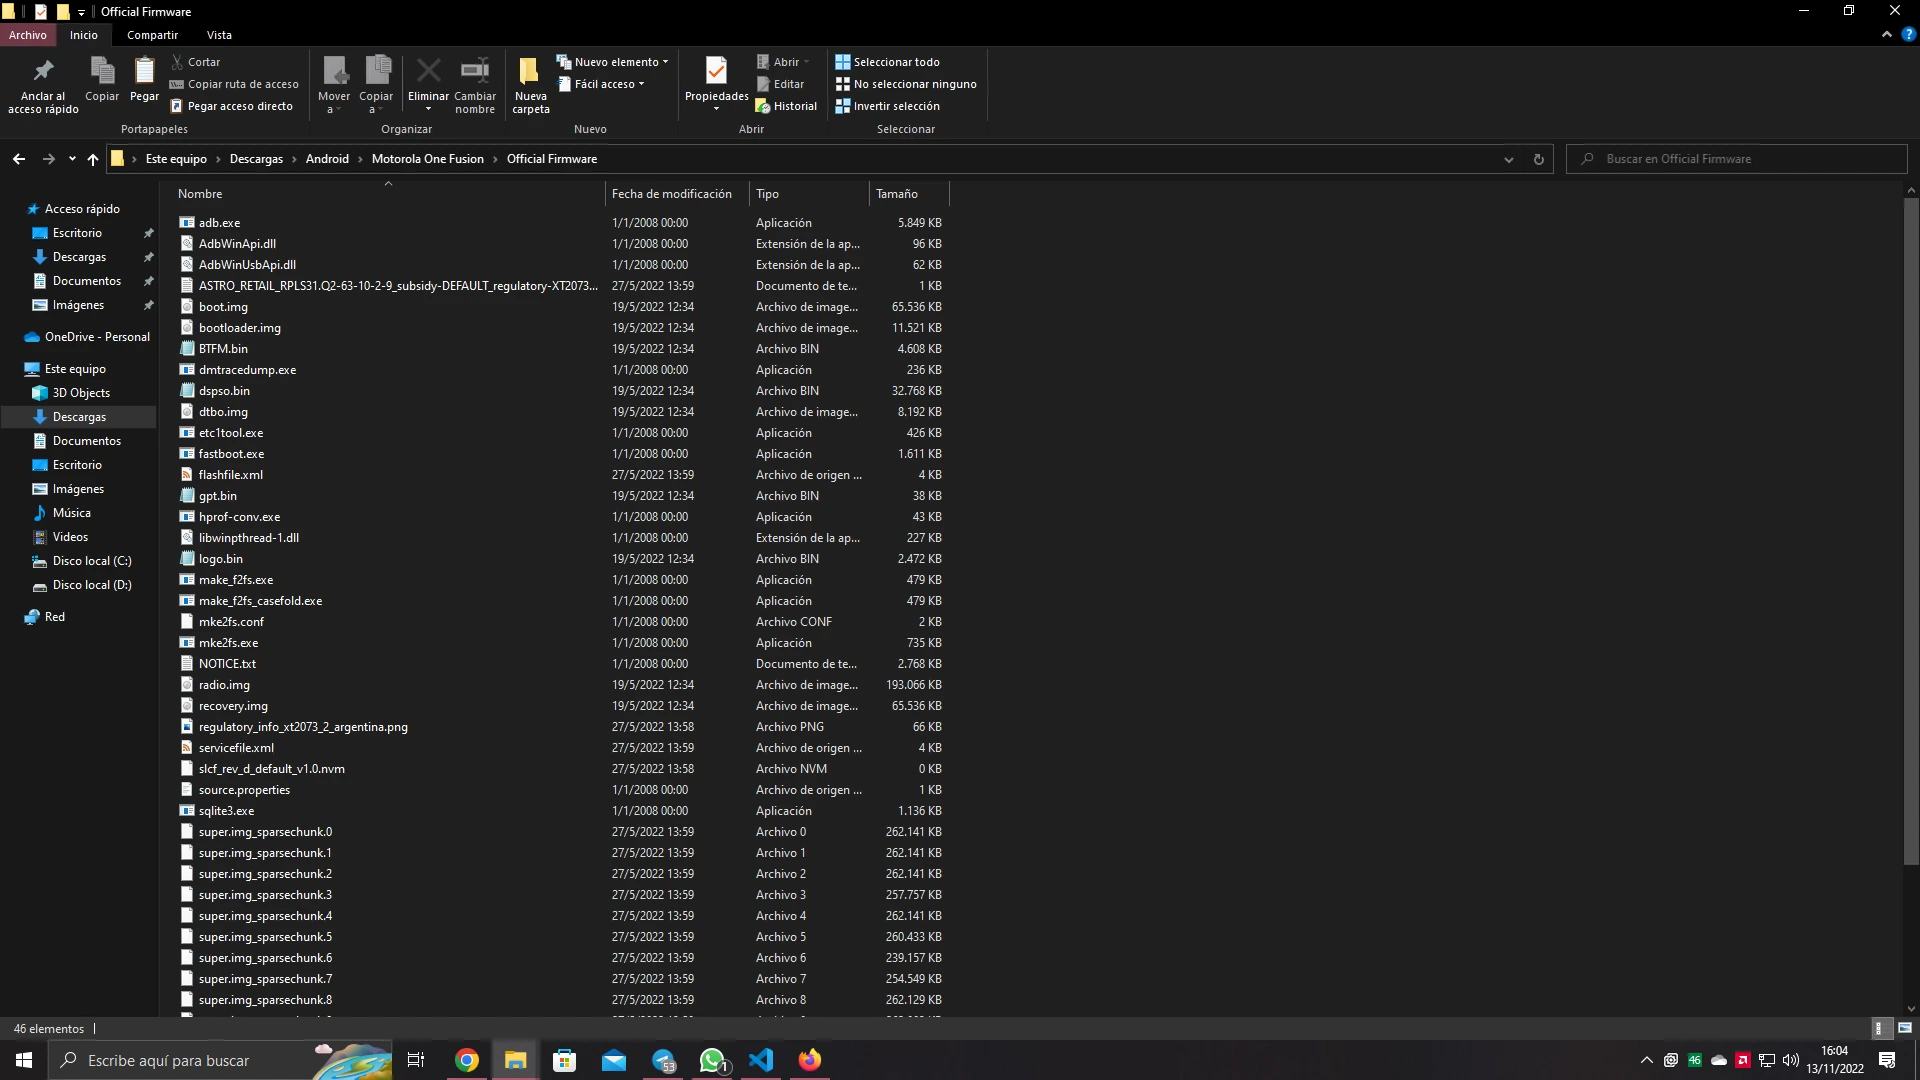 Official Firmware
Archivo Inicio Compartir Vista
Anclar al acceso rápido
Copiar
Pegar
Cortar
Copiar ruta de acceso
Pegar acceso directo
Portapapeles
Mover a
Copiar a
Eliminar
Cambiar nombre
Organizar
Nueva carpeta
Nuevo elemento
Fácil acceso
Nuevo
Propiedades
Abrir
Editar
Historial
Abrir
Seleccionar todo
No seleccionar ninguno
Invertir selección
Seleccionar
Este equipo Descargas Android Motorola One Fusion Official Firmware
Buscar en Official Firmware
Acceso rápido
Escritorio
Descargas
Documentos
Imágenes
OneDrive - Personal
Este equipo
3D Objects
Descargas
Documentos
Escritorio
Imágenes
Música
Videos
Disco local (C:)
Disco local (D:)
Red
Nombre Fecha de modificación Tipo Tamaño
adb.exe 1/1/2008 00:00 Aplicación 5.849 KB
AdbWinApi.dll 1/1/2008 00:00 Extensión de la ap... 96 KB
AdbWinUsbApi.dll 1/1/2008 00:00 Extensión de la ap... 62 KB
ASTRO_RETAIL_RPLS31.Q2-63-10-2-9_subsidy-DEFAULT_regulatory-XT2073... 27/5/2022 13:59 Documento de te... 1 KB
boot.img 19/5/2022 12:34 Archivo de image... 65.536 KB
bootloader.img 19/5/2022 12:34 Archivo de image... 11.521 KB
BTFM.bin 19/5/2022 12:34 Archivo BIN 4.608 KB
dmtracedump.exe 1/1/2008 00:00 Aplicación 236 KB
dspso.bin 19/5/2022 12:34 Archivo BIN 32.768 KB
dtbo.img 19/5/2022 12:34 Archivo de image... 8.192 KB
etc1tool.exe 1/1/2008 00:00 Aplicación 426 KB
fastboot.exe 1/1/2008 00:00 Aplicación 1.611 KB
flashfile.xml 27/5/2022 13:59 Archivo de origen ... 4 KB
gpt.bin 19/5/2022 12:34 Archivo BIN 38 KB
hprof-conv.exe 1/1/2008 00:00 Aplicación 43 KB
libwinpthread-1.dll 1/1/2008 00:00 Extensión de la ap... 227 KB
logo.bin 19/5/2022 12:34 Archivo BIN 2.472 KB
make_f2fs.exe 1/1/2008 00:00 Aplicación 479 KB
make_f2fs_casefold.exe 1/1/2008 00:00 Aplicación 479 KB
mke2fs.conf 1/1/2008 00:00 Archivo CONF 2 KB
mke2fs.exe 1/1/2008 00:00 Aplicación 735 KB
NOTICE.txt 1/1/2008 00:00 Documento de te... 2.768 KB
radio.img 19/5/2022 12:34 Archivo de image... 193.066 KB
recovery.img 19/5/2022 12:34 Archivo de image... 65.536 KB
regulatory_info_xt2073_2_argentina.png 27/5/2022 13:58 Archivo PNG 66 KB
servicefile.xml 27/5/2022 13:59 Archivo de origen ... 4 KB
slcf_rev_d_default_v1.0.nvm 27/5/2022 13:58 Archivo NVM 0 KB
source.properties 1/1/2008 00:00 Archivo de origen ... 1 KB
sqlite3.exe 1/1/2008 00:00 Aplicación 1.136 KB
super.img_sparsechunk.0 27/5/2022 13:59 Archivo 0 262.141 KB
super.img_sparsechunk.1 27/5/2022 13:59 Archivo 1 262.141 KB
super.img_sparsechunk.2 27/5/2022 13:59 Archivo 2 262.141 KB
super.img_sparsechunk.3 27/5/2022 13:59 Archivo 3 257.757 KB
super.img_sparsechunk.4 27/5/2022 13:59 Archivo 4 262.141 KB
super.img_sparsechunk.5 27/5/2022 13:59 Archivo 5 260.433 KB
super.img_sparsechunk.6 27/5/2022 13:59 Archivo 6 239.157 KB
super.img_sparsechunk.7 27/5/2022 13:59 Archivo 7 254.549 KB
super.img_sparsechunk.8 27/5/2022 13:59 Archivo 8 262.129 KB
46 elementos
Escribe aquí para buscar
53
1
46
16:04
13/11/2022